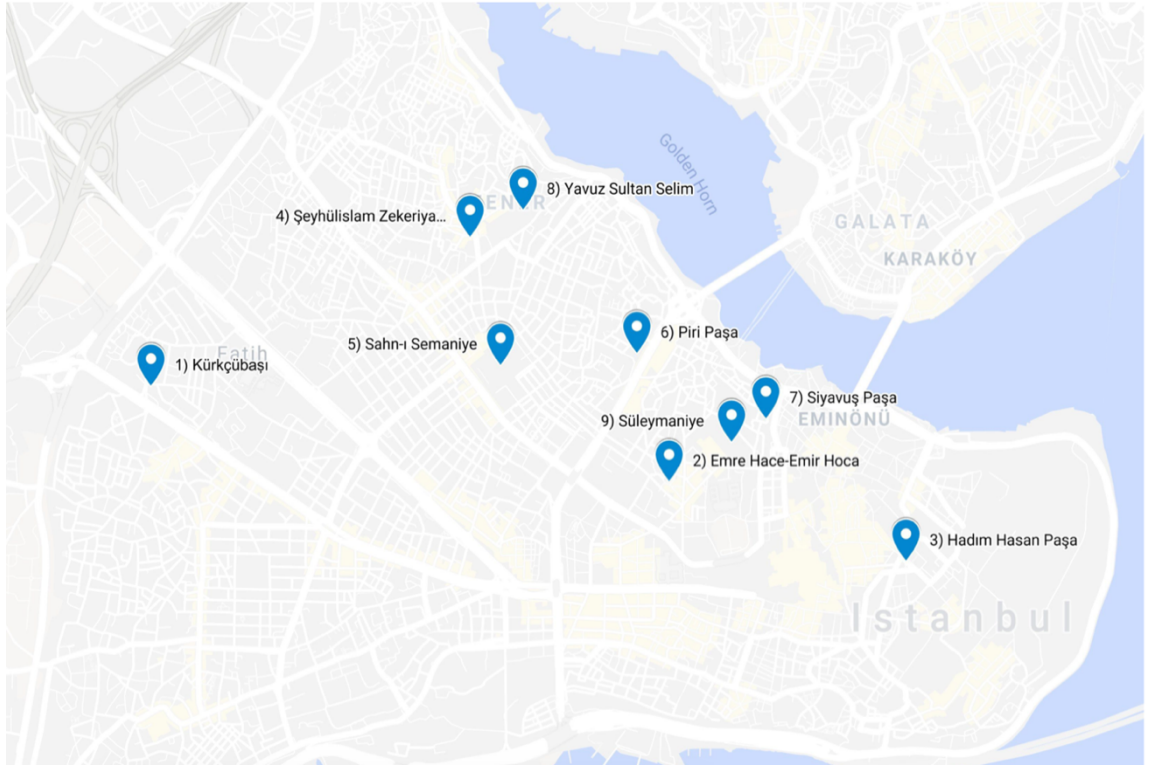 Golden Horn
8) Yavuz Sultan Selim
ENER
4) Şeyhülislam Zekeriya...
GALATA
KARAKÖY
6) Piri Paşa
5) Sahn-ı Semaniye
Fatih
1) Kürkçübaşı
7) Siyavuş Paşa
9) Süleymaniye
EMINÖNÜ
2) Emre Hace-Emir Hoca
3) Hadım Hasan Paşa
Istanbul